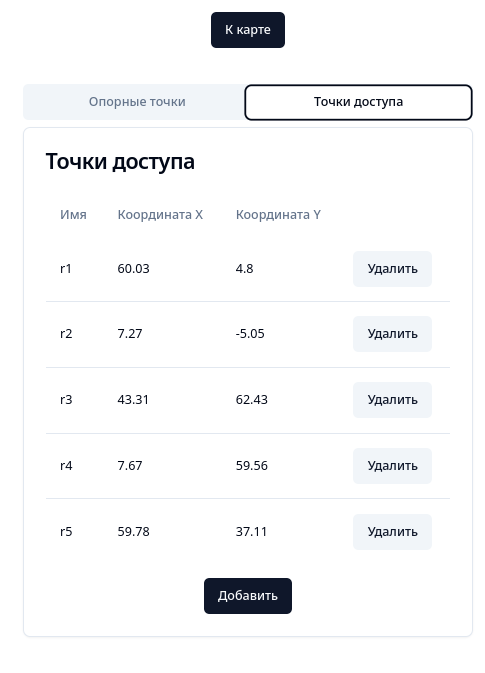 К карте
Опорные точки Точки доступа
Точки доступа
Имя Координата X Координата Y
r1 60.03 4.8 Удалить
r2 7.27 -5.05 Удалить
r3 43.31 62.43 Удалить
r4 7.67 59.56 Удалить
r5 59.78 37.11 Удалить
Добавить